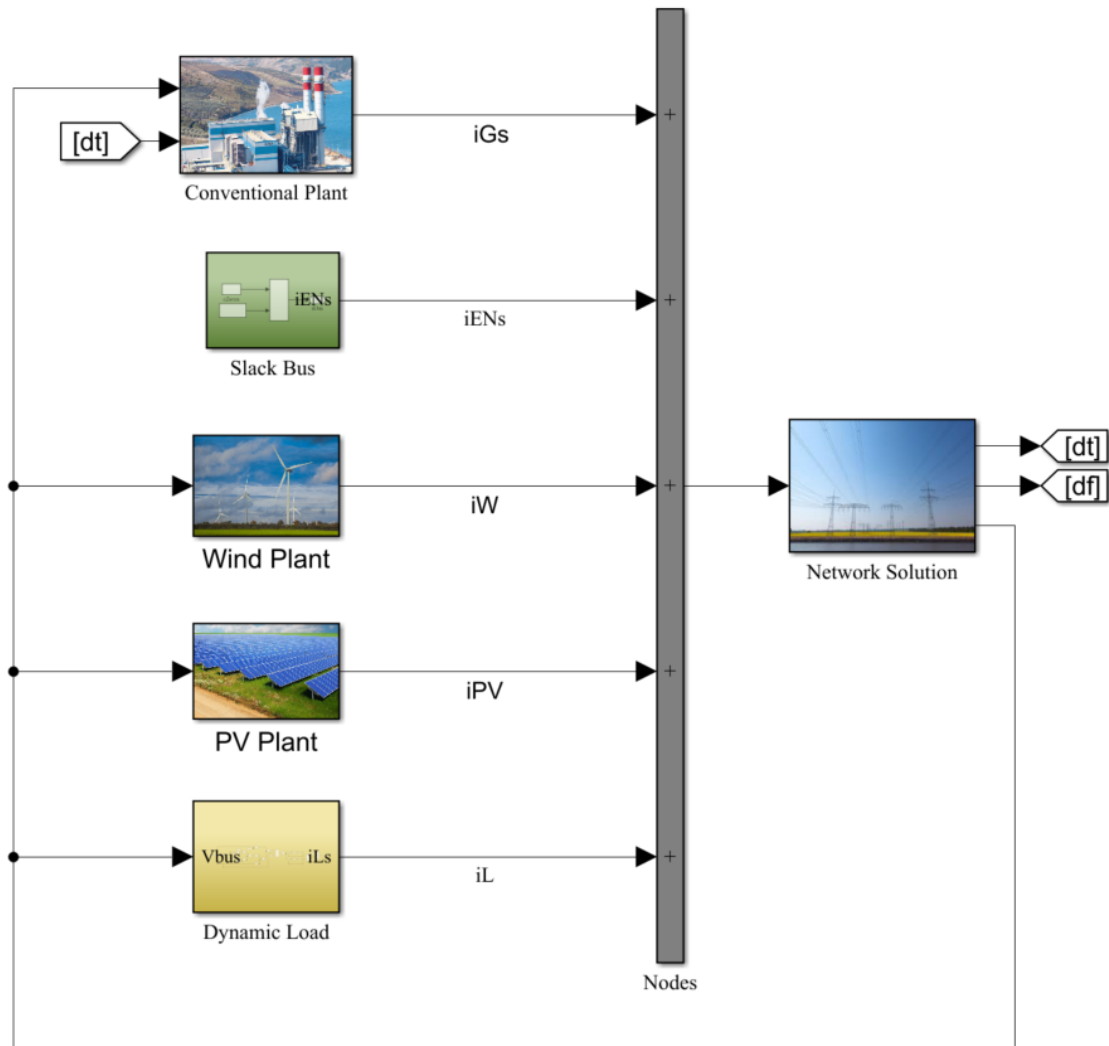 [dt]
iGs
Conventional Plant
iENs
iENs
Slack Bus
[dt]
[df]
iW
Wind Plant
Network Solution
iPV
PV Plant
Vbus
iLs
iL
Dynamic Load
Nodes
+
+
+
+
+